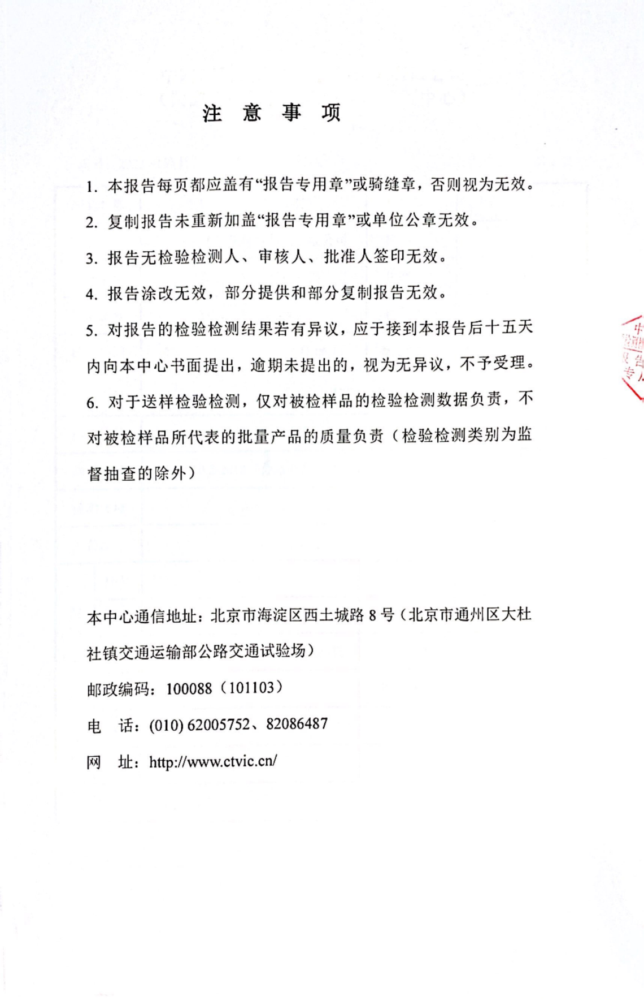 注 意 事 项
1. 本报告每页都应盖有“报告专用章”或骑缝章，否则视为无效。
2. 复制报告未重新加盖“报告专用章”或单位公章无效。
3. 报告无检验检测人、审核人、批准人签印无效。
4. 报告涂改无效，部分提供和部分复制报告无效。
5. 对报告的检验检测结果若有异议，应于接到本报告后十五天
内向本中心书面提出，逾期未提出的，视为无异议，不予受理。
6. 对于送样检验检测，仅对被检样品的检验检测数据负责，不
对被检样品所代表的批量产品的质量负责（检验检测类别为监
督抽查的除外）
中
报告
专
本中心通信地址：北京市海淀区西土城路 8 号（北京市通州区大杜
社镇交通运输部公路交通试验场）
邮政编码：100088（101103）
电 话：(010) 62005752、82086487
网 址：http://www.ctvic.cn/